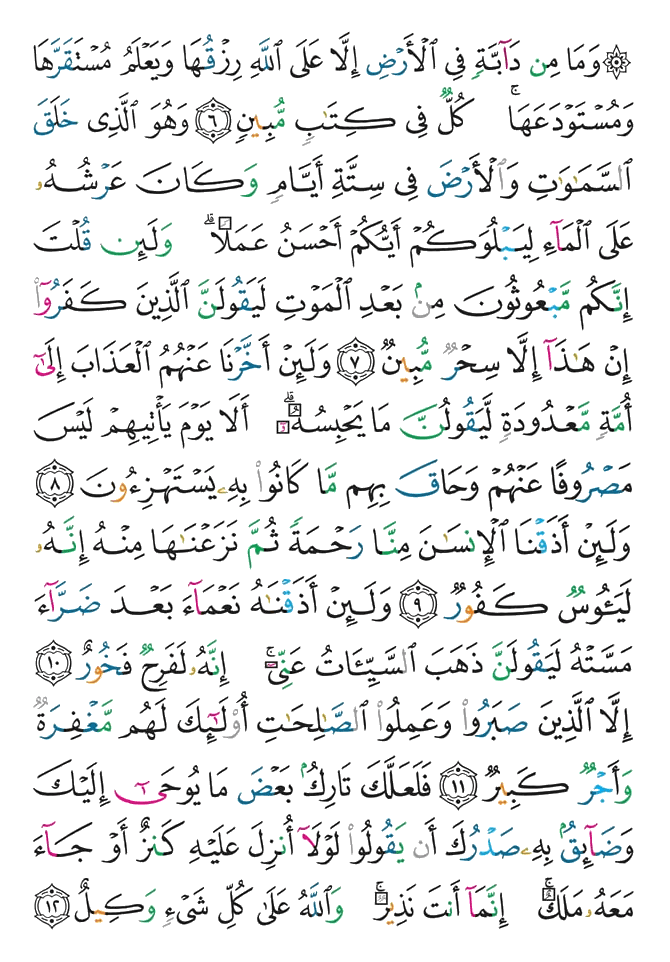 ۞ وَمَا مِن دَآبَّةٍ فِي ٱلْأَرْضِ إِلَّا عَلَى ٱللَّهِ رِزْقُهَا وَيَعْلَمُ مُسْتَقَرَّهَا
وَمُسْتَوْدَعَهَاۚ كُلٌّ فِي كِتَٰبٍ مُّبِينٍ ٦ وَهُوَ ٱلَّذِي خَلَقَ
ٱلسَّمَٰوَٰتِ وَٱلْأَرْضَ فِي سِتَّةِ أَيَّامٍ وَكَانَ عَرْشُهُۥ
عَلَى ٱلْمَآءِ لِيَبْلُوَكُمْ أَيُّكُمْ أَحْسَنُ عَمَلًاۗ وَلَئِن قُلْتَ
إِنَّكُم مَّبْعُوثُونَ مِنۢ بَعْدِ ٱلْمَوْتِ لَيَقُولَنَّ ٱلَّذِينَ كَفَرُوٓا۟
إِنْ هَٰذَآ إِلَّا سِحْرٌ مُّبِينٌ ٧ وَلَئِنْ أَخَّرْنَا عَنْهُمُ ٱلْعَذَابَ إِلَىٰٓ
أُمَّةٍ مَّعْدُودَةٍ لَّيَقُولُنَّ مَا يَحْبِسُهُۥٓۗ أَلَا يَوْمَ يَأْتِيهِمْ لَيْسَ
مَصْرُوفًا عَنْهُمْ وَحَاقَ بِهِم مَّا كَانُوا۟ بِهِۦ يَسْتَهْزِءُونَ ٨
وَلَئِنْ أَذَقْنَا ٱلْإِنسَٰنَ مِنَّا رَحْمَةً ثُمَّ نَزَعْنَٰهَا مِنْهُ إِنَّهُۥ
لَيَـُٔوسٌ كَفُورٌ ٩ وَلَئِنْ أَذَقْنَٰهُ نَعْمَآءَ بَعْدَ ضَرَّآءَ
مَسَّتْهُ لَيَقُولَنَّ ذَهَبَ ٱلسَّيِّـَٔاتُ عَنِّيٓۚ إِنَّهُۥ لَفَرِحٌ فَخُورٌ ١٠
إِلَّا ٱلَّذِينَ صَبَرُوا۟ وَعَمِلُوا۟ ٱلصَّٰلِحَٰتِ أُو۟لَٰٓئِكَ لَهُم مَّغْفِرَةٌ
وَأَجْرٌ كَبِيرٌ ١١ فَلَعَلَّكَ تَارِكٌۢ بَعْضَ مَا يُوحَىٰٓ إِلَيْكَ
وَضَآئِقٌۢ بِهِۦ صَدْرُكَ أَن يَقُولُوا۟ لَوْلَآ أُنزِلَ عَلَيْهِ كَنزٌ أَوْ جَآءَ
مَعَهُۥ مَلَكٌۚ إِنَّمَآ أَنتَ نَذِيرٌۚ وَٱللَّهُ عَلَىٰ كُلِّ شَيْءٍ وَكِيلٌ ١٢